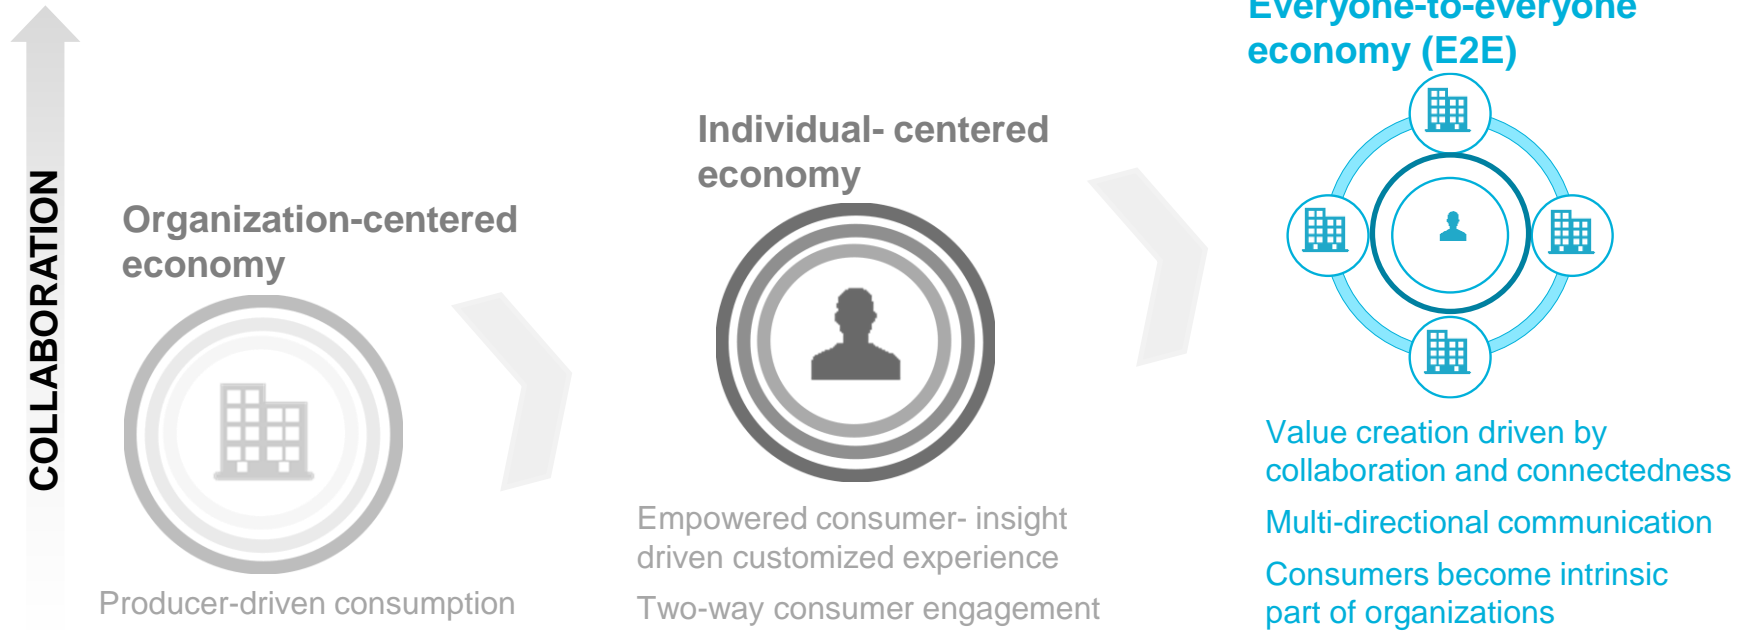 COLLABORATION
Organization-centered
economy
Producer-driven consumption
Individual- centered
economy
Empowered consumer- insight
driven customized experience
Two-way consumer engagement
Everyone-to-everyone
economy (E2E)
Value creation driven by
collaboration and connectedness
Multi-directional communication
Consumers become intrinsic
part of organizations